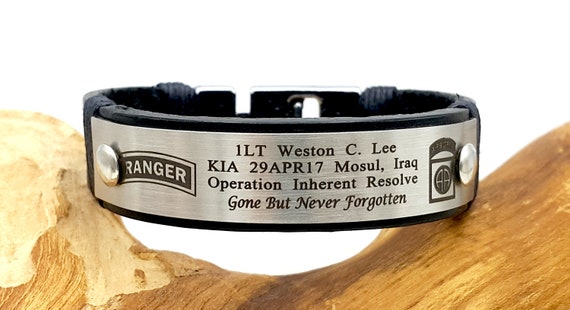 1LT Weston C. Lee
RANGER
KIA 29APR17 Mosul, Iraq
Operation Inherent Resolve
Gone But Never Forgotten